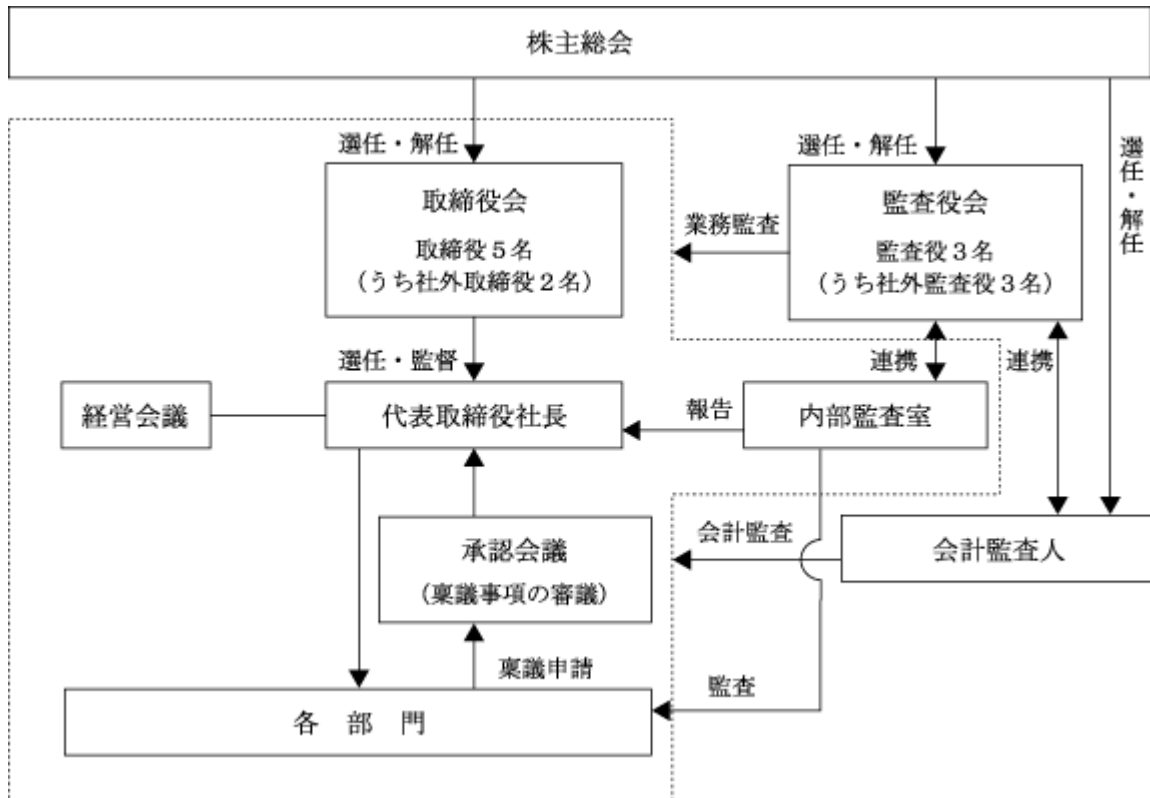 株主総会
選任・解任
選任・解任
選任・解任
取締役会
取締役５名
（うち社外取締役２名）
業務監査
監査役会
監査役３名
（うち社外監査役３名）
選任・監督
連携
連携
経営会議
代表取締役社長
報告
内部監査室
承認会議
（稟議事項の審議）
会計監査
会計監査人
稟議申請
監査
各　部　門